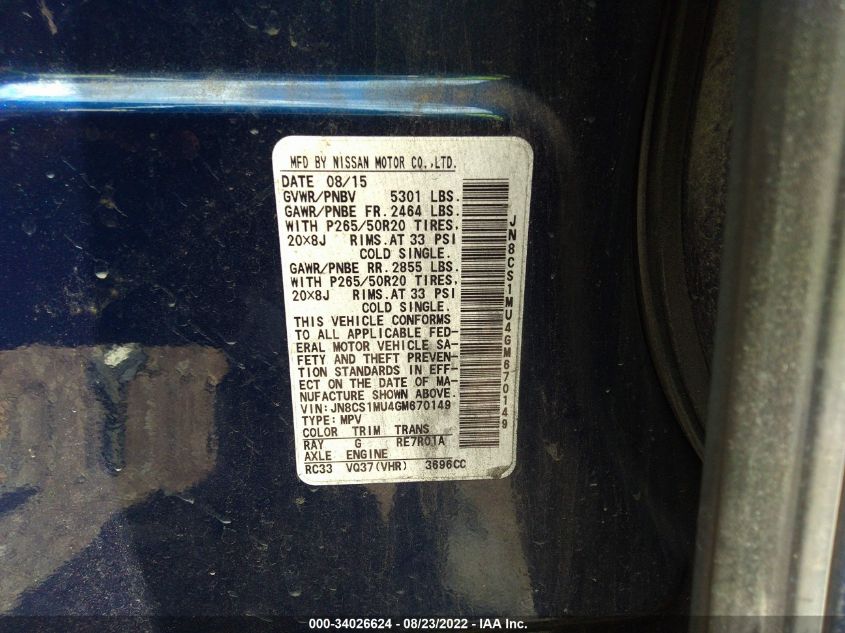 MFD BY NISSAN MOTOR CO.,LTD.
DATE 08/15
GVWR/PNBV 5301 LBS.
GAWR/PNBE FR. 2464 LBS.
WITH P265/50R20 TIRES,
20X8J RIMS.AT 33 PSI
COLD SINGLE.
GAWR/PNBE RR. 2855 LBS.
WITH P265/50R20 TIRES,
20X8J RIMS.AT 33 PSI
COLD SINGLE.
THIS VEHICLE CONFORMS
TO ALL APPLICABLE FED-
ERAL MOTOR VEHICLE SA-
FETY AND THEFT PREVEN-
TION STANDARDS IN EFF-
ECT ON THE DATE OF MA-
NUFACTURE SHOWN ABOVE.
VIN:JN8CS1MU4GM670149
TYPE:MPV
COLOR TRIM TRANS
RAY G RE7R01A
AXLE ENGINE
RC33 VQ37(VHR) 3696CC
JN8CS1MU4GM670149
000-34026624 - 08/23/2022 - IAA Inc.